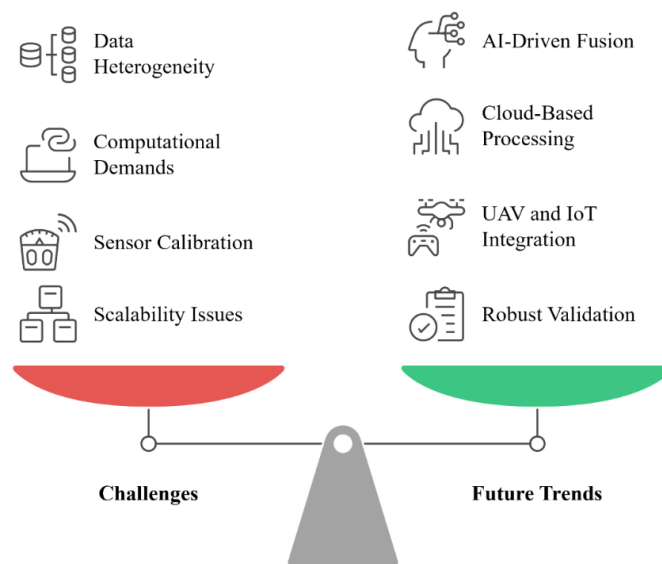 Data
Heterogeneity
Computational
Demands
Sensor Calibration
Scalability Issues
Challenges
AI-Driven Fusion
Cloud-Based
Processing
UAV and IoT
Integration
Robust Validation
Future Trends